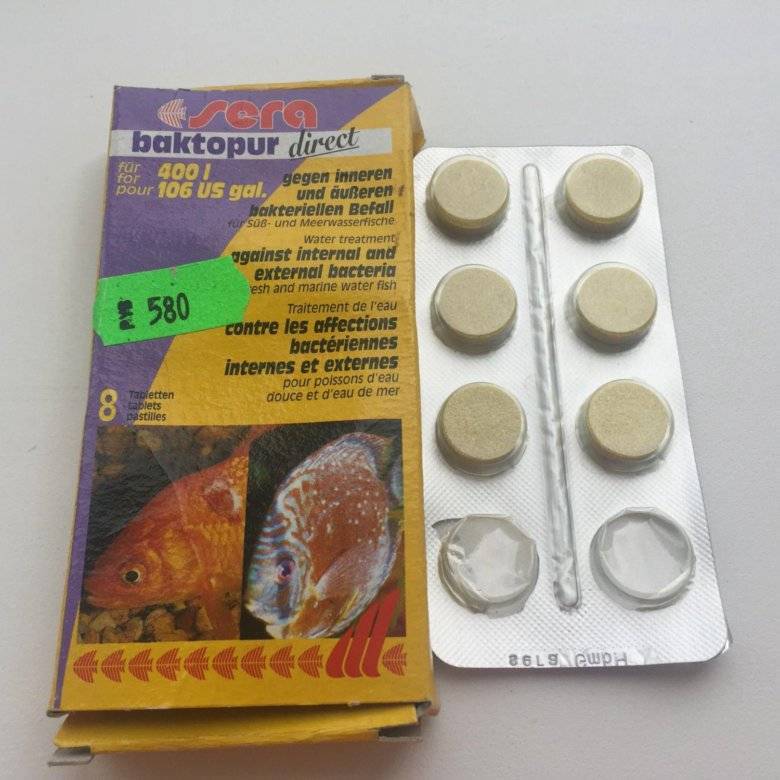 sera
baktopur direct
für
for
pour
400 l
106 US gal.
gegen inneren
und äußeren
bakteriellen Befall
für Süß- und Meerwasserfische
Water treatment
against internal and
external bacteria
esh and marine water fish
Traitement de l'eau
contre les affections
bactériennes
internes et externes
pour poissons d'eau
douce et d'eau de mer
580
8
Tabletten
tablets
pastilles
sera GmbH